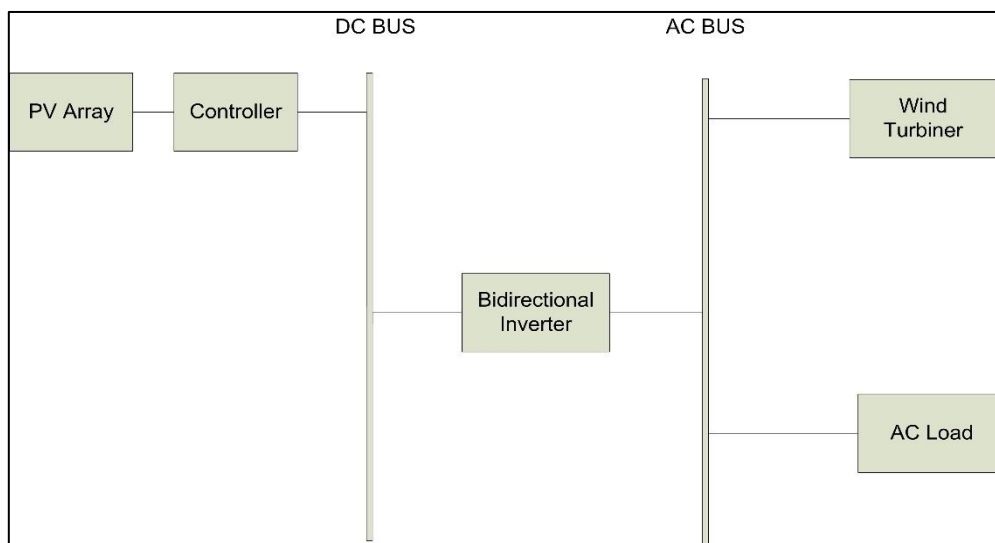 DC BUS
AC BUS
PV Array
Controller
Wind
Turbiner
Bidirectional
Inverter
AC Load